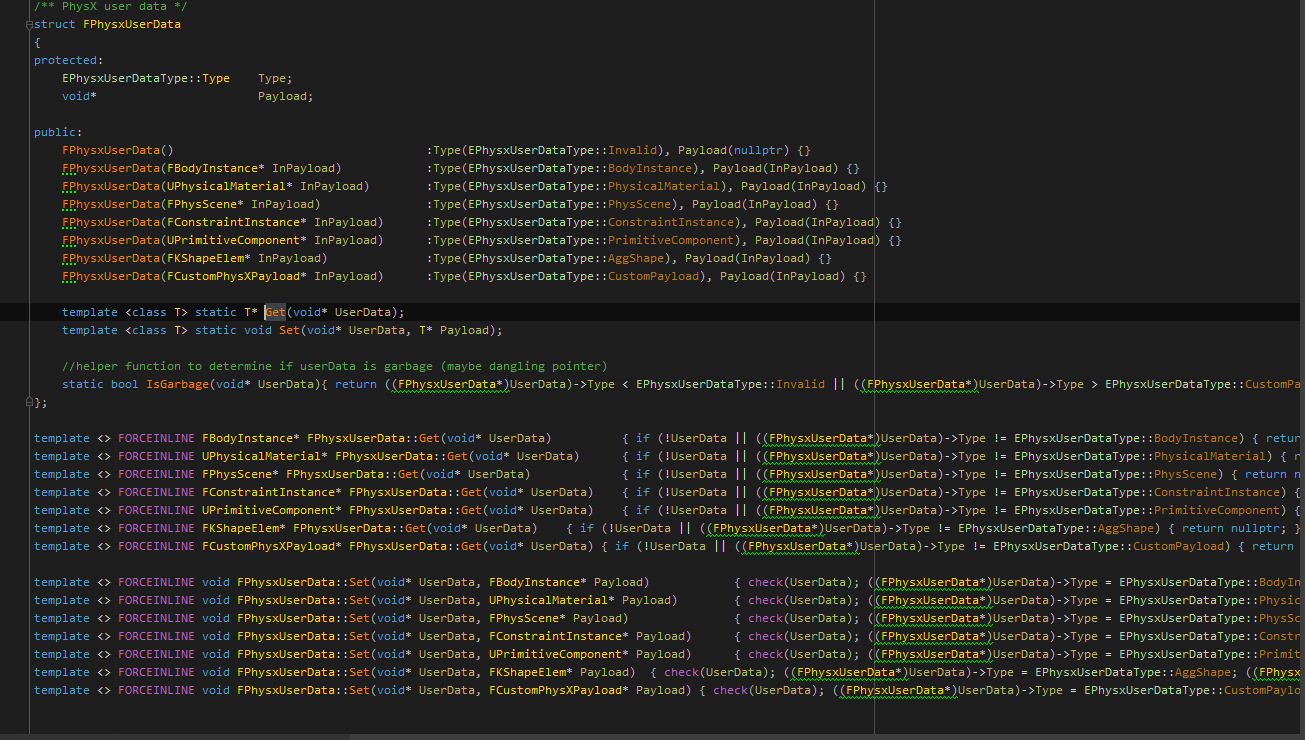 /** PhysX user data */
struct FPhysxUserData
{
protected:
    EPhysxUserDataType::Type    Type;
    void*                       Payload;

public:
    FPhysxUserData()                                    :Type(EPhysxUserDataType::Invalid), Payload(nullptr) {}
    FPhysxUserData(FBodyInstance* InPayload)            :Type(EPhysxUserDataType::BodyInstance), Payload(InPayload) {}
    FPhysxUserData(UPhysicalMaterial* InPayload)        :Type(EPhysxUserDataType::PhysicalMaterial), Payload(InPayload) {}
    FPhysxUserData(FPhysScene* InPayload)               :Type(EPhysxUserDataType::PhysScene), Payload(InPayload) {}
    FPhysxUserData(FConstraintInstance* InPayload)      :Type(EPhysxUserDataType::ConstraintInstance), Payload(InPayload) {}
    FPhysxUserData(UPrimitiveComponent* InPayload)      :Type(EPhysxUserDataType::PrimitiveComponent), Payload(InPayload) {}
    FPhysxUserData(FKShapeElem* InPayload)              :Type(EPhysxUserDataType::AggShape), Payload(InPayload) {}
    FPhysxUserData(FCustomPhysXPayload* InPayload)      :Type(EPhysxUserDataType::CustomPayload), Payload(InPayload) {}

    template <class T> static T* Get(void* UserData);
    template <class T> static void Set(void* UserData, T* Payload);

    //helper function to determine if userData is garbage (maybe dangling pointer)
    static bool IsGarbage(void* UserData){ return ((FPhysxUserData*)UserData)->Type < EPhysxUserDataType::Invalid || ((FPhysxUserData*)UserData)->Type > EPhysxUserDataType::CustomPa
};

template <> FORCEINLINE FBodyInstance* FPhysxUserData::Get(void* UserData)          { if (!UserData || ((FPhysxUserData*)UserData)->Type != EPhysxUserDataType::BodyInstance) { retur
template <> FORCEINLINE UPhysicalMaterial* FPhysxUserData::Get(void* UserData)      { if (!UserData || ((FPhysxUserData*)UserData)->Type != EPhysxUserDataType::PhysicalMaterial) { r
template <> FORCEINLINE FPhysScene* FPhysxUserData::Get(void* UserData)             { if (!UserData || ((FPhysxUserData*)UserData)->Type != EPhysxUserDataType::PhysScene) { return n
template <> FORCEINLINE FConstraintInstance* FPhysxUserData::Get(void* UserData)    { if (!UserData || ((FPhysxUserData*)UserData)->Type != EPhysxUserDataType::ConstraintInstance) {
template <> FORCEINLINE UPrimitiveComponent* FPhysxUserData::Get(void* UserData)    { if (!UserData || ((FPhysxUserData*)UserData)->Type != EPhysxUserDataType::PrimitiveComponent) {
template <> FORCEINLINE FKShapeElem* FPhysxUserData::Get(void* UserData)    { if (!UserData || ((FPhysxUserData*)UserData)->Type != EPhysxUserDataType::AggShape) { return nullptr; }
template <> FORCEINLINE FCustomPhysXPayload* FPhysxUserData::Get(void* UserData) { if (!UserData || ((FPhysxUserData*)UserData)->Type != EPhysxUserDataType::CustomPayload) { return

template <> FORCEINLINE void FPhysxUserData::Set(void* UserData, FBodyInstance* Payload)            { check(UserData); ((FPhysxUserData*)UserData)->Type = EPhysxUserDataType::BodyIn
template <> FORCEINLINE void FPhysxUserData::Set(void* UserData, UPhysicalMaterial* Payload)        { check(UserData); ((FPhysxUserData*)UserData)->Type = EPhysxUserDataType::Physic
template <> FORCEINLINE void FPhysxUserData::Set(void* UserData, FPhysScene* Payload)               { check(UserData); ((FPhysxUserData*)UserData)->Type = EPhysxUserDataType::PhysSc
template <> FORCEINLINE void FPhysxUserData::Set(void* UserData, FConstraintInstance* Payload)      { check(UserData); ((FPhysxUserData*)UserData)->Type = EPhysxUserDataType::Constr
template <> FORCEINLINE void FPhysxUserData::Set(void* UserData, UPrimitiveComponent* Payload)      { check(UserData); ((FPhysxUserData*)UserData)->Type = EPhysxUserDataType::Primit
template <> FORCEINLINE void FPhysxUserData::Set(void* UserData, FKShapeElem* Payload)  { check(UserData); ((FPhysxUserData*)UserData)->Type = EPhysxUserDataType::AggShape; ((FPhysx
template <> FORCEINLINE void FPhysxUserData::Set(void* UserData, FCustomPhysXPayload* Payload) { check(UserData); ((FPhysxUserData*)UserData)->Type = EPhysxUserDataType::CustomPaylo